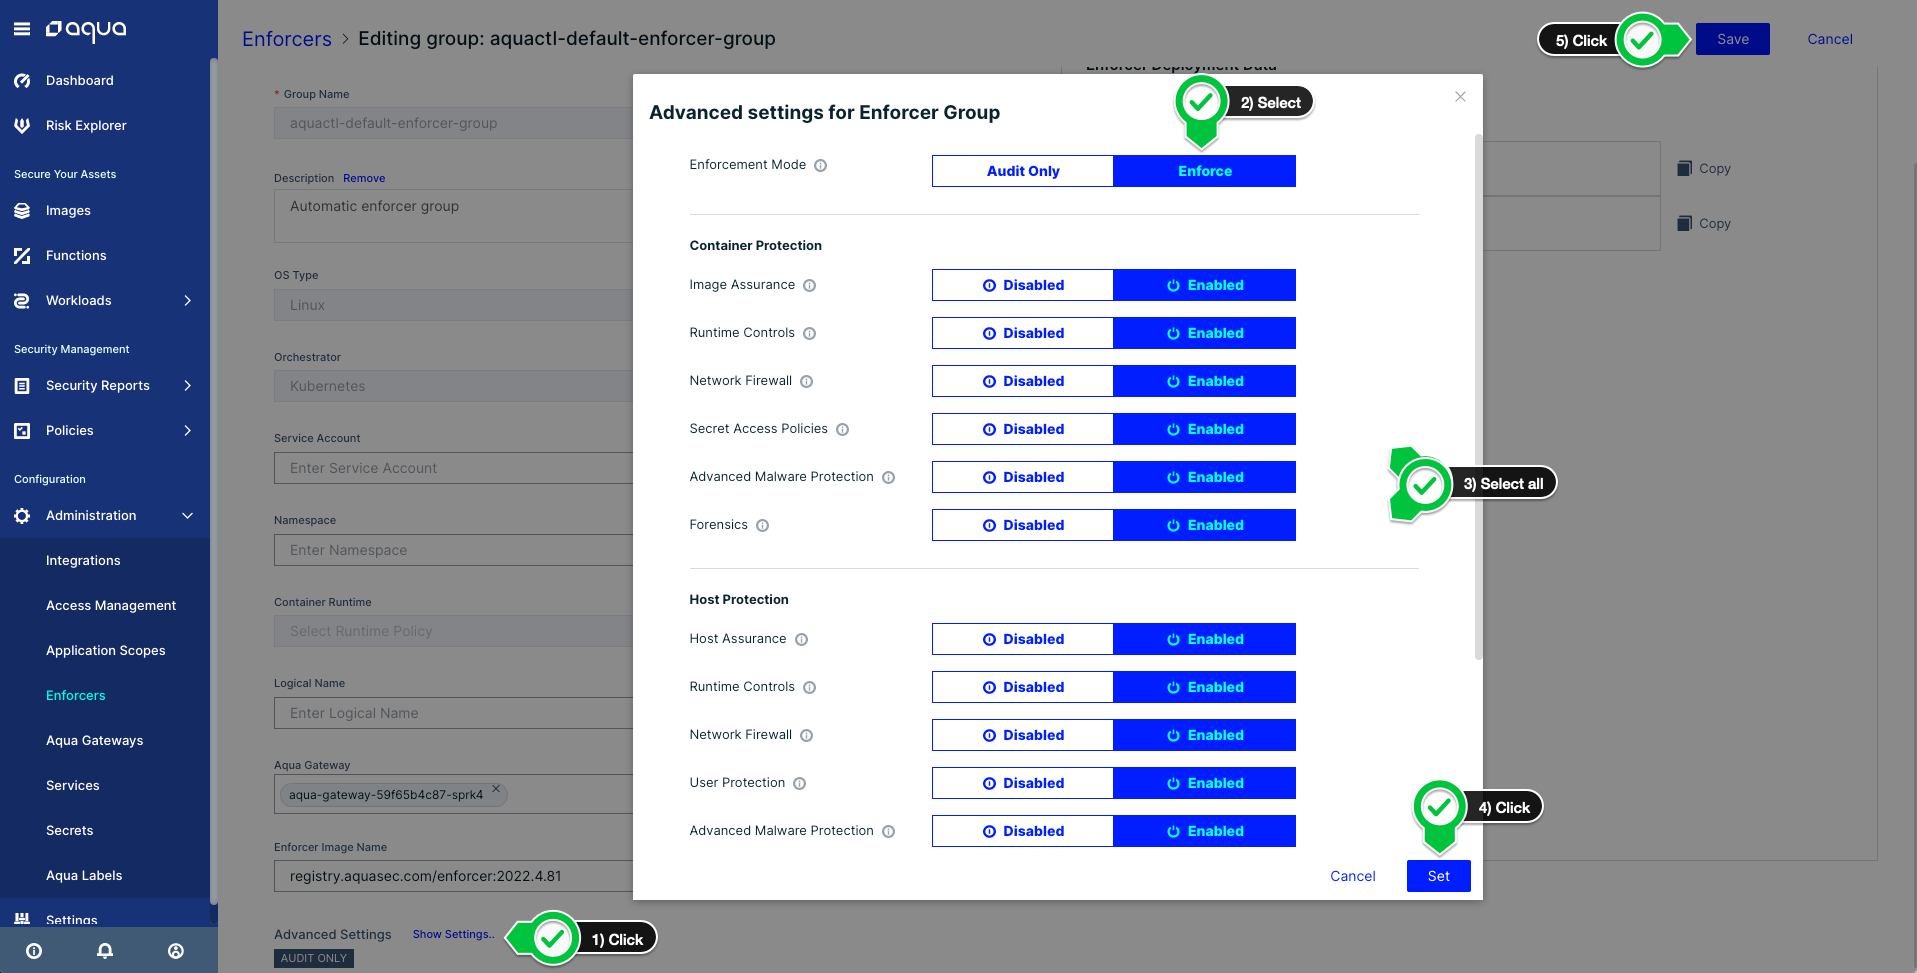 aqua
Dashboard
Risk Explorer
Secure Your Assets
Images
Functions
Workloads
Security Management
Security Reports
Policies
Configuration
Administration
Integrations
Access Management
Application Scopes
Enforcers
Aqua Gateways
Services
Secrets
Aqua Labels
Settings
Enforcers > Editing group: aquactl-default-enforcer-group
5) Click
Save
Cancel
Enforcer Deployment Data
* Group Name
aquactl-default-enforcer-group
Description Remove
Automatic enforcer group
OS Type
Linux
Orchestrator
Kubernetes
Service Account
Enter Service Account
Namespace
Enter Namespace
Container Runtime
Select Runtime Policy
Logical Name
Enter Logical Name
Aqua Gateway
aqua-gateway-59f65b4c87-sprk4
Enforcer Image Name
registry.aquasec.com/enforcer:2022.4.81
Advanced Settings Show Settings..
1) Click
AUDIT ONLY
Copy
Copy
Advanced settings for Enforcer Group
2) Select
Enforcement Mode Audit Only Enforce
Container Protection
Image Assurance Disabled Enabled
Runtime Controls Disabled Enabled
Network Firewall Disabled Enabled
Secret Access Policies Disabled Enabled
Advanced Malware Protection Disabled Enabled
3) Select all
Forensics Disabled Enabled
Host Protection
Host Assurance Disabled Enabled
Runtime Controls Disabled Enabled
Network Firewall Disabled Enabled
User Protection Disabled Enabled
4) Click
Advanced Malware Protection Disabled Enabled
Cancel Set